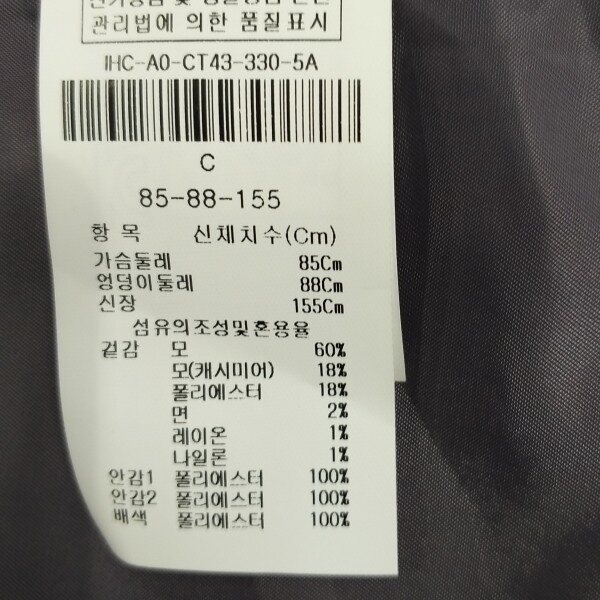 관리법에 의한 품질표시
IHC-A0-CT43-330-5A
C
85-88-155
항 목 신체치수(Cm)
가슴둘레 85Cm
엉덩이둘레 88Cm
신장 155Cm
섬유의조성및혼용율
겉감 모 60%
모(캐시미어) 18%
폴리에스터 18%
면 2%
레이온 1%
나일론 1%
안감1 폴리에스터 100%
안감2 폴리에스터 100%
배색 폴리에스터 100%